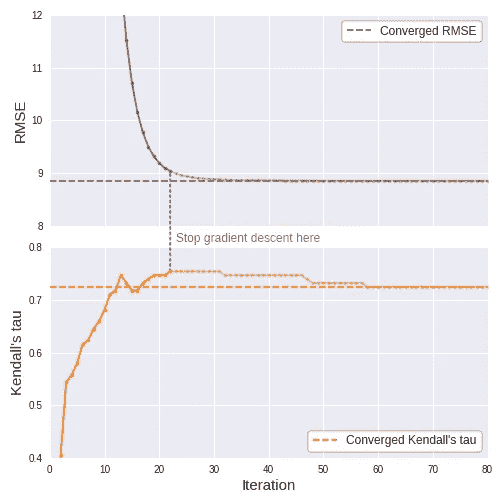 12
Converged RMSE
11
RMSE
10
9
8
Stop gradient descent here
0.8
0.7
Kendall's tau
0.6
0.5
Converged Kendall's tau
0.4
0 10 20 30 40 50 60 70 80
Iteration